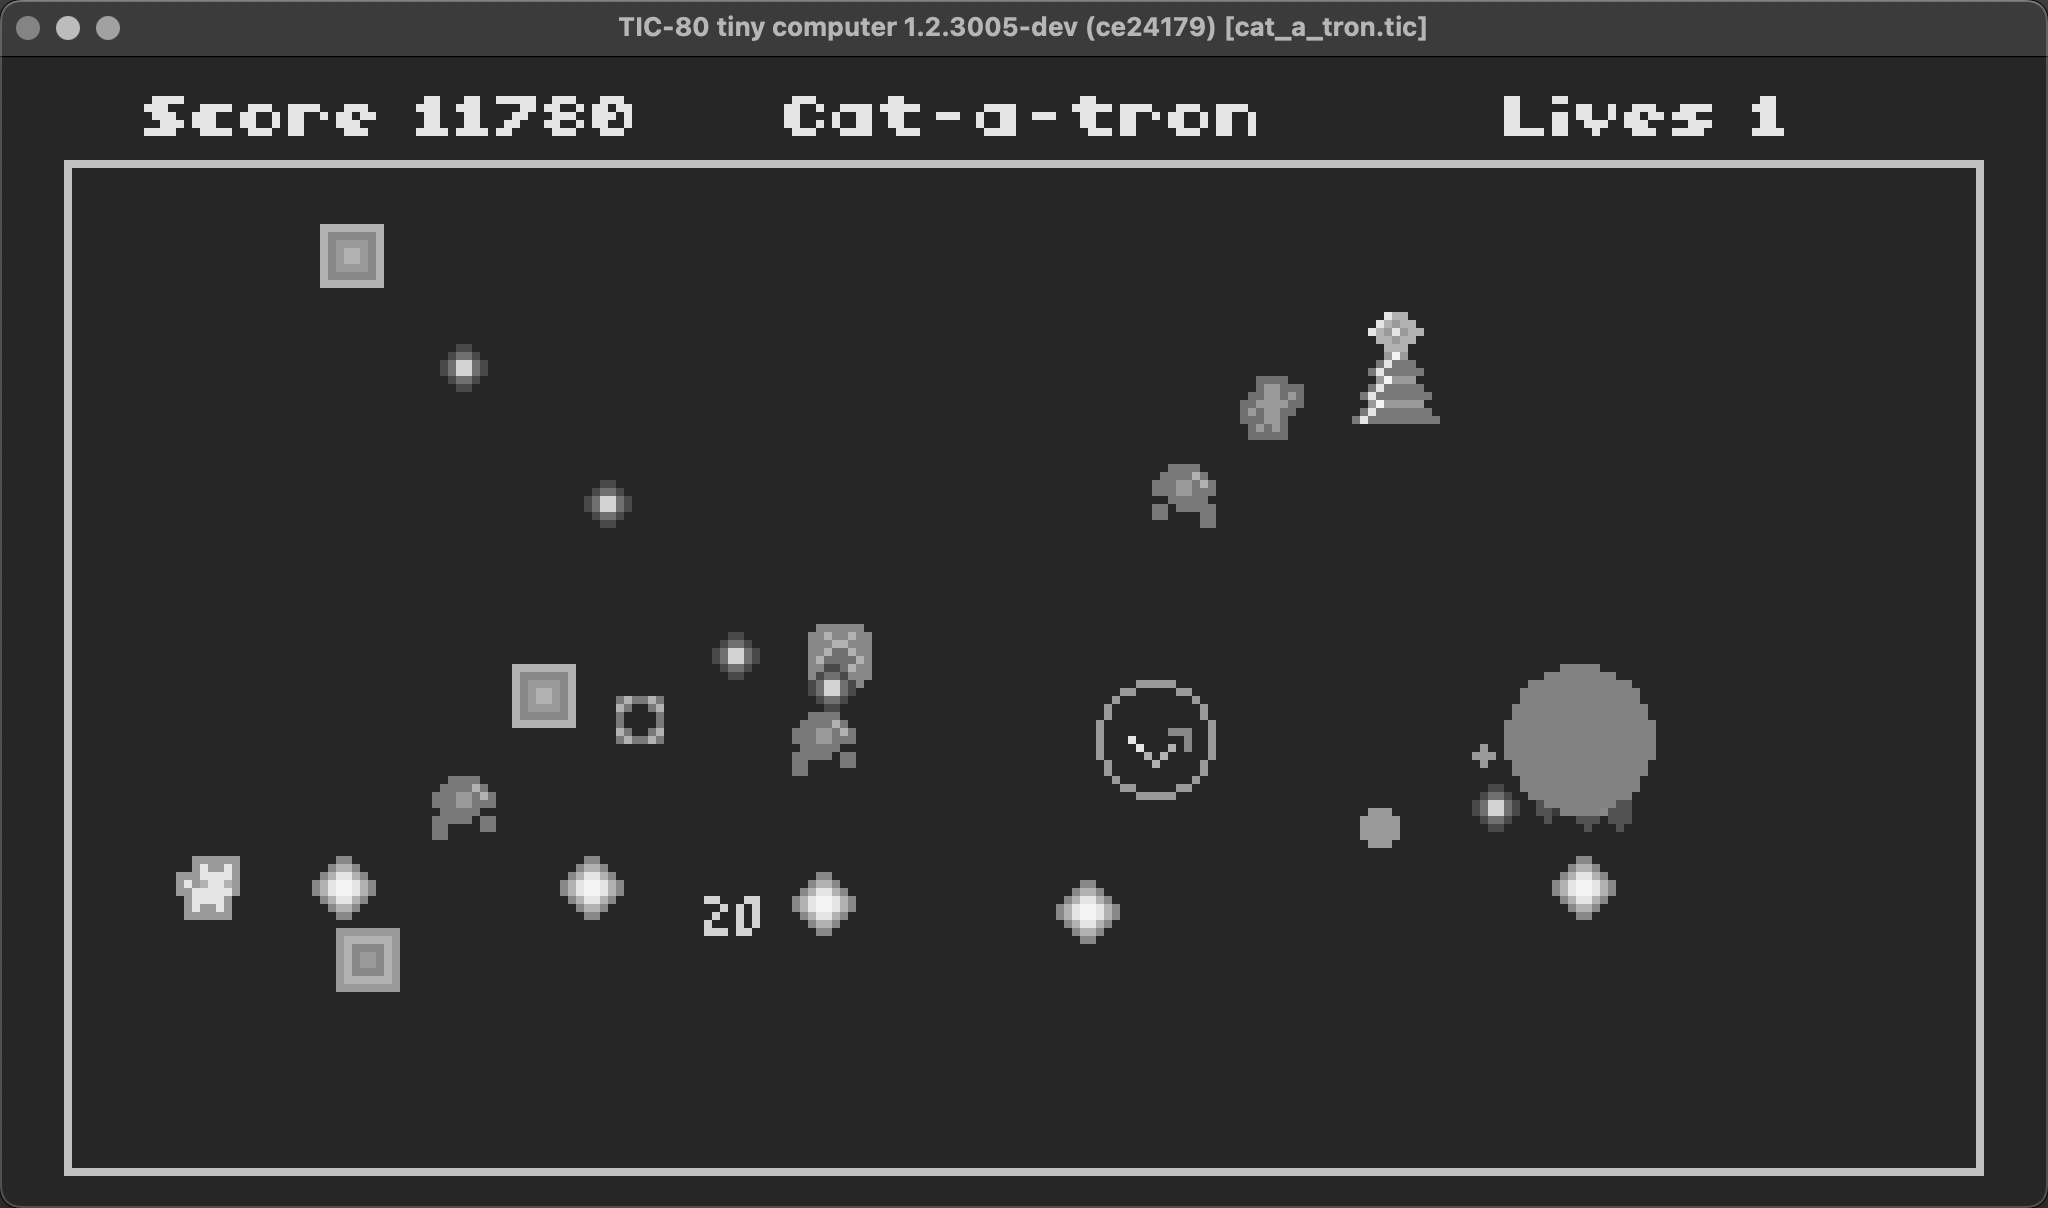 TIC-80 tiny computer 1.2.3005-dev (ce24179) [cat_a_tron.tic]
Score 11780 Cat-a-tron Lives 1
20